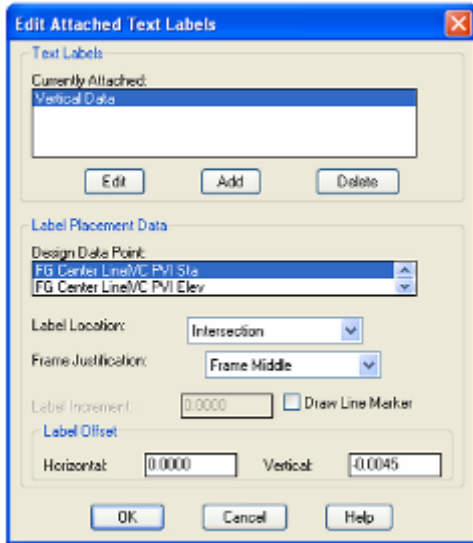 Edit Attached Text Labels
Text Labels
Currently Attached:
Vertical Data
Edit Add Delete
Label Placement Data
Design Data Point:
FG Center Line\VC PVI Sta
FG Center Line\VC PVI Elev
Label Location: Intersection
Frame Justification: Frame Middle
Label Increment: 0.0000 Draw Line Marker
Label Offset
Horizontal: 0.0000 Vertical: -0.0045
OK Cancel Help